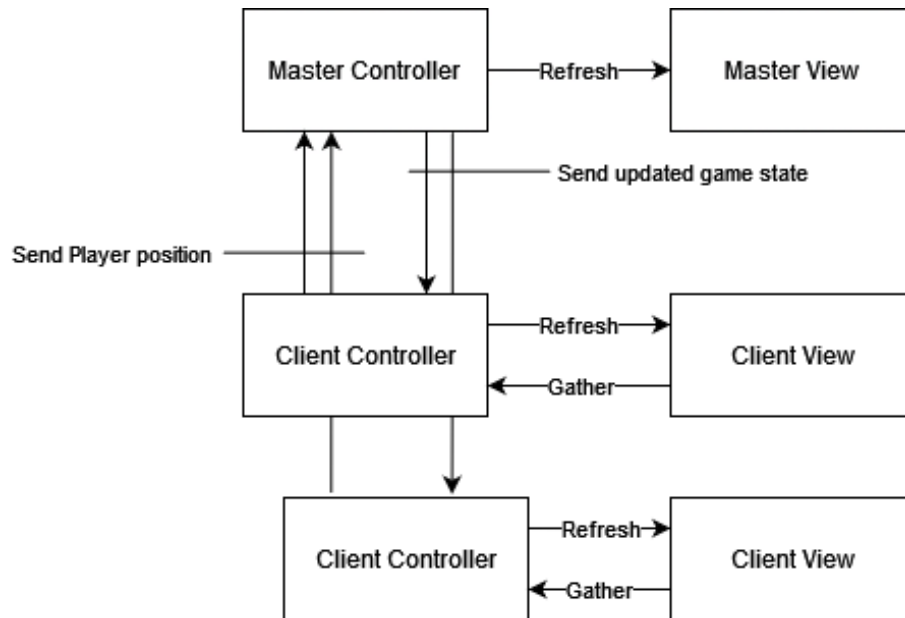 Master Controller
Refresh
Master View
Send updated game state
Send Player position
Client Controller
Refresh
Gather
Client View
Client Controller
Refresh
Gather
Client View